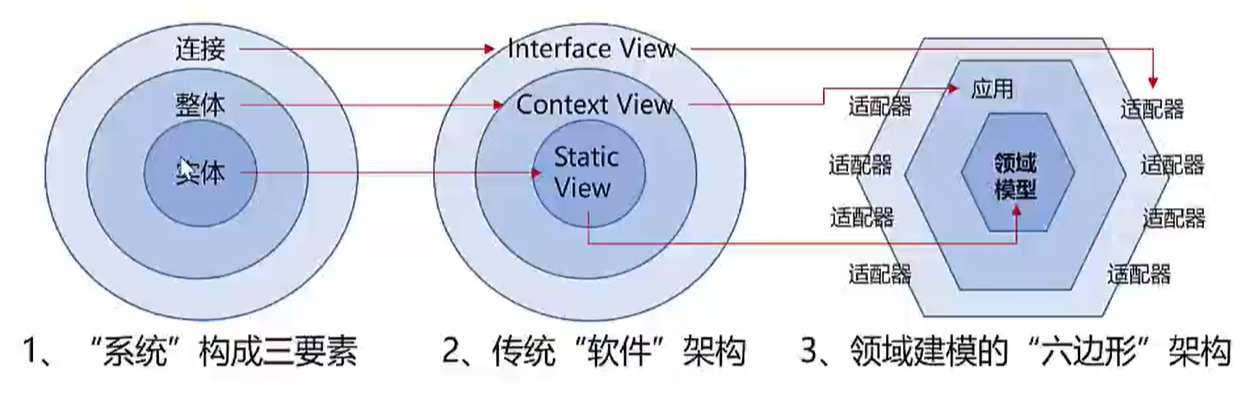 连接
整体
实体
1、“系统”构成三要素
Interface View
Context View
Static
View
2、传统“软件”架构
应用
领域
模型
适配器
适配器
适配器
适配器
适配器
适配器
适配器
适配器
3、领域建模的“六边形”架构